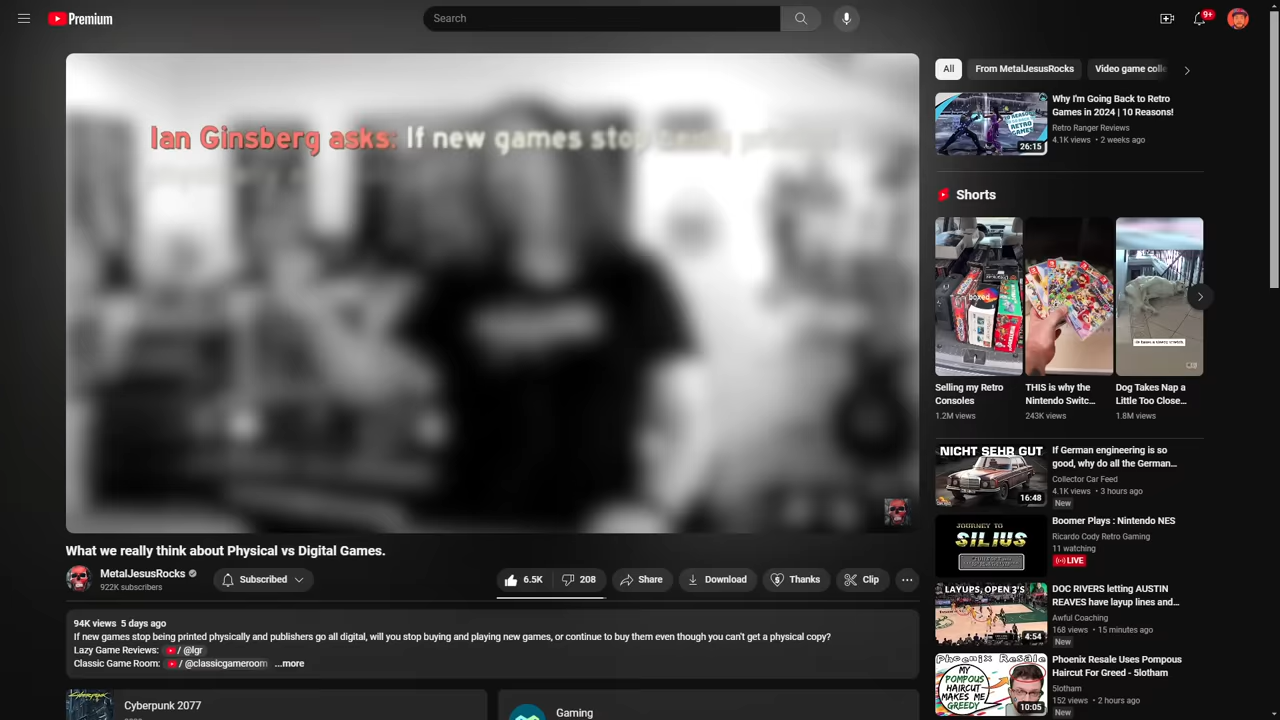 Premium
Search
9+
Ian Ginsberg asks: If new games stop being
What we really think about Physical vs Digital Games.
MetalJesusRocks
922K subscribers
Subscribed
6.5K
208
Share
Download
Thanks
Clip
94K views 5 days ago
If new games stop being printed physically and publishers go all digital, will you stop buying and playing new games, or continue to buy them even though you can't get a physical copy?
Lazy Game Reviews: / @lgr
Classic Game Room: / @classicgameroom ...more
Cyberpunk 2077
Gaming
All
From MetalJesusRocks
Video game colle
26:15
Why I'm Going Back to Retro
Games in 2024 | 10 Reasons!
Retro Ranger Reviews
4.1K views • 2 weeks ago
Shorts
boxed
Selling my Retro
Consoles
1.2M views
THIS is why the
Nintendo Switc...
243K views
Dog Takes Nap a
Little Too Close...
1.8M views
NICHT SEHR GUT
16:48
If German engineering is so
good, why do all the German...
Collector Car Feed
4.1K views • 3 hours ago
New
JOURNEY TO
SILIUS
Boomer Plays : Nintendo NES
Ricardo Cody Retro Gaming
11 watching
LIVE
LAYUPS, OPEN 3'S
4:54
DOC RIVERS letting AUSTIN
REAVES have layup lines and...
Awful Coaching
168 views • 15 minutes ago
New
Phoenix Resale
MY
POMPOUS
HAIRCUT
MAKES ME
GREEDY
10:05
Phoenix Resale Uses Pompous
Haircut For Greed - 5lotham
5lotham
152 views • 2 hours ago
New